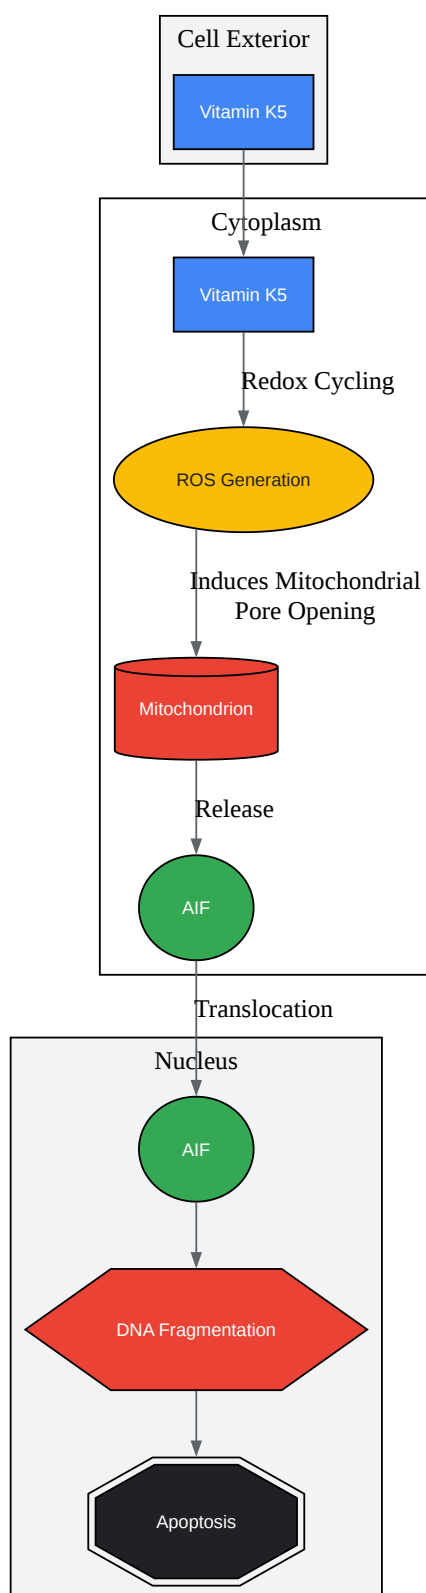 Cell Exterior
Vitamin K5
Cytoplasm
Vitamin K5
Redox Cycling
ROS Generation
Induces Mitochondrial
Pore Opening
Mitochondrion
Release
AIF
Translocation
Nucleus
AIF
DNA Fragmentation
Apoptosis